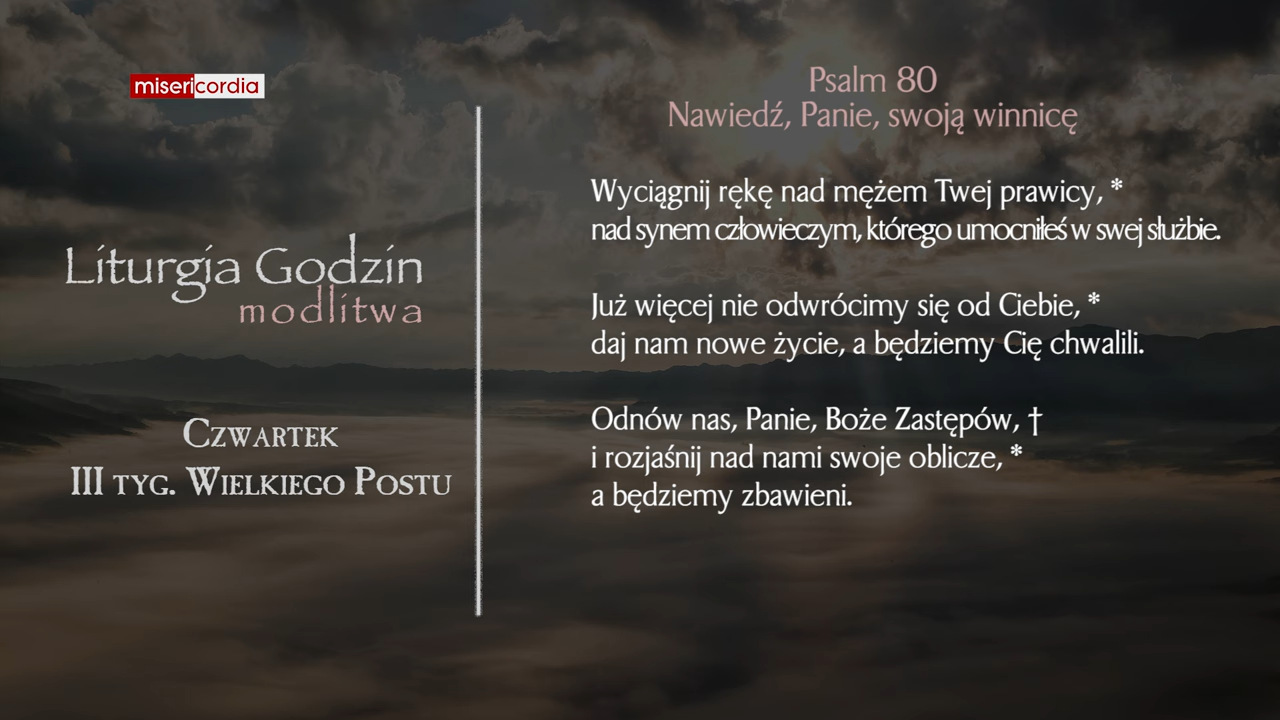 misericordia
Liturgia Godzin
modlitwa
Czwartek
III tyg. Wielkiego Postu
Psalm 80
Nawiedź, Panie, swoją winnicę
Wyciągnij rękę nad mężem Twej prawicy, *
nad synem człowieczym, którego umocniłeś w swej służbie.
Już więcej nie odwrócimy się od Ciebie, *
daj nam nowe życie, a będziemy Cię chwalili.
Odnów nas, Panie, Boże Zastępów, †
i rozjaśnij nad nami swoje oblicze, *
a będziemy zbawieni.